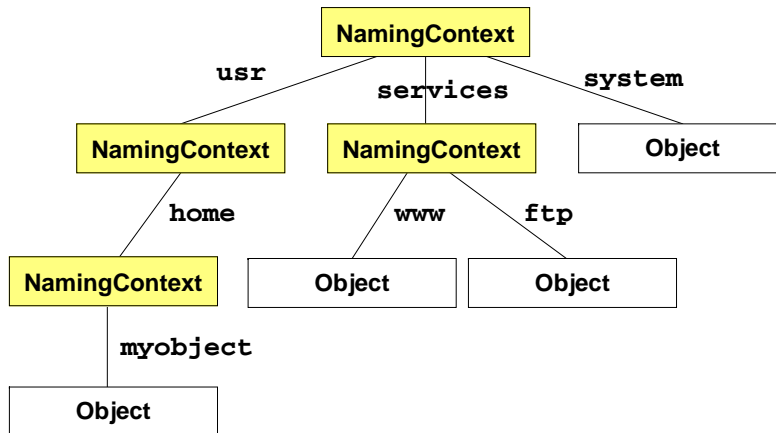 NamingContext
usr
services
system
NamingContext
NamingContext
Object
home
www
ftp
NamingContext
Object
Object
myobject
Object